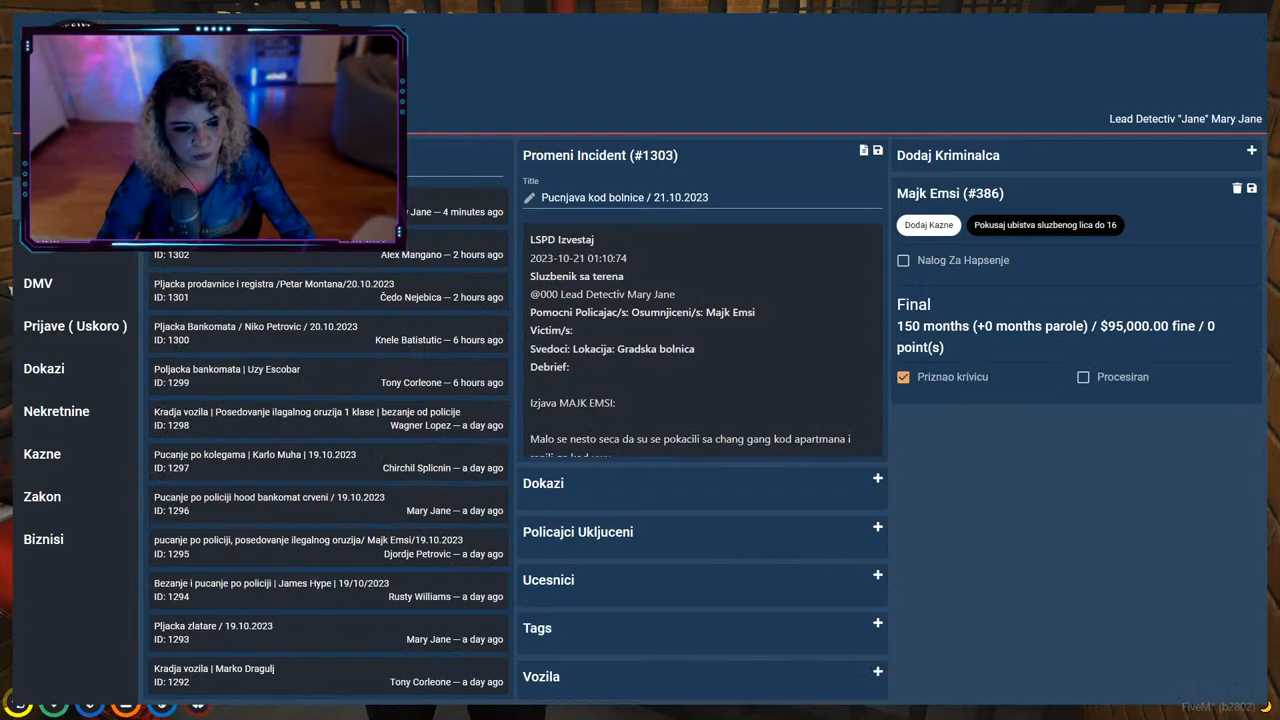 Lead Detectiv "Jane" Mary Jane
DMV
Prijave ( Uskoro )
Dokazi
Nekretnine
Kazne
Zakon
Biznisi
Jane — 4 minutes ago
ID: 1302 Alex Mangano — 2 hours ago
Pljacka prodavnice i registra /Petar Montana/20.10.2023
ID: 1301 Čedo Nejebica — 2 hours ago
Pljacka Bankomata / Niko Petrovic / 20.10.2023
ID: 1300 Knele Batistutic — 6 hours ago
Poljacka bankomata | Uzy Escobar
ID: 1299 Tony Corleone — 6 hours ago
Kradja vozila | Posedovanje ilagalnog oruzija 1 klase | bezanje od policije
ID: 1298 Wagner Lopez — a day ago
Pucanje po kolegama | Karlo Muha | 19.10.2023
ID: 1297 Chirchil Splicnin — a day ago
Pucanje po policiji hood bankomat crveni / 19.10.2023
ID: 1296 Mary Jane — a day ago
pucanje po policiji, posedovanje ilegalnog oruzija/ Majk Emsi/19.10.2023
ID: 1295 Djordje Petrovic — a day ago
Bezanje i pucanje po policiji | James Hype | 19/10/2023
ID: 1294 Rusty Williams — a day ago
Pljacka zlatare / 19.10.2023
ID: 1293 Mary Jane — a day ago
Kradja vozila | Marko Dragulj
ID: 1292 Tony Corleone — a day ago
Promeni Incident (#1303)
Title
Pucnjava kod bolnice / 21.10.2023
LSPD Izvestaj
2023-10-21 01:10:74
Sluzbenik sa terena
@000 Lead Detectiv Mary Jane
Pomocni Policajac/s: Osumnjiceni/s: Majk Emsi
Victim/s:
Svedoci: Lokacija: Gradska bolnica
Debrief:
Izjava MAJK EMSI:
Malo se nesto seca da su se pokacili sa chang gang kod apartmana i
Dokazi
Policajci Ukljuceni
Ucesnici
Tags
Vozila
Dodaj Kriminalca
Majk Emsi (#386)
Dodaj Kazne Pokusaj ubistva sluzbenog lica do 16
Nalog Za Hapsenje
Final
150 months (+0 months parole) / $95,000.00 fine / 0
point(s)
Priznao krivicu Procesiran
FiveM* (b2802)